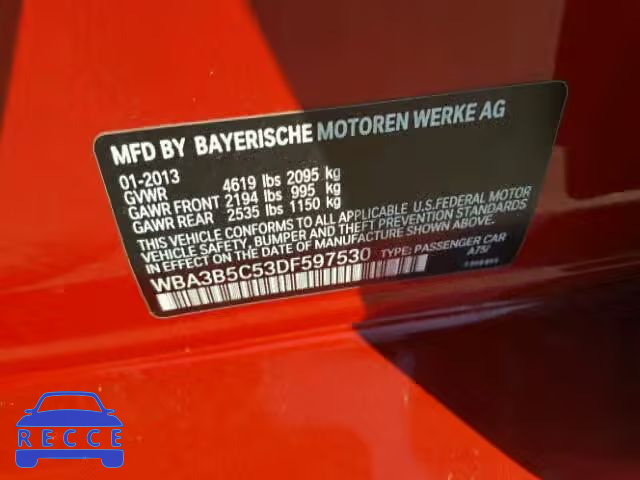 MFD BY BAYERISCHE MOTOREN WERKE AG
01-2013
GVWR 4619 lbs 2095 kg
GAWR FRONT 2194 lbs 995 kg
GAWR REAR 2535 lbs 1150 kg
THIS VEHICLE CONFORMS TO ALL APPLICABLE U.S.FEDERAL MOTOR
VEHICLE SAFETY, BUMPER AND THEFT PREVENTION STANDARDS
IN EFFECT ON THE DATE OF MANUFACTURE SHOWN ABOVE.
WBA3B5C53DF597530 TYPE: PASSENGER CAR
RECCE